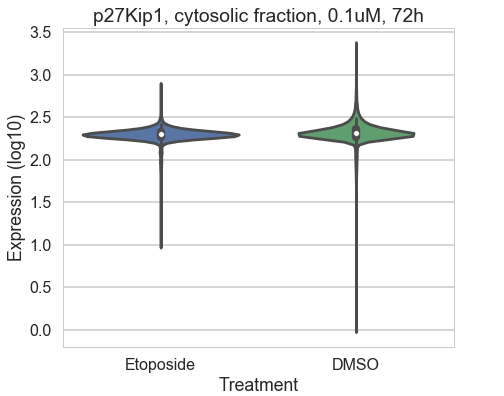 p27Kip1, cytosolic fraction, 0.1uM, 72h
Expression (log10)
3.5
3.0
2.5
2.0
1.5
1.0
0.5
0.0
Etoposide DMSO
Treatment